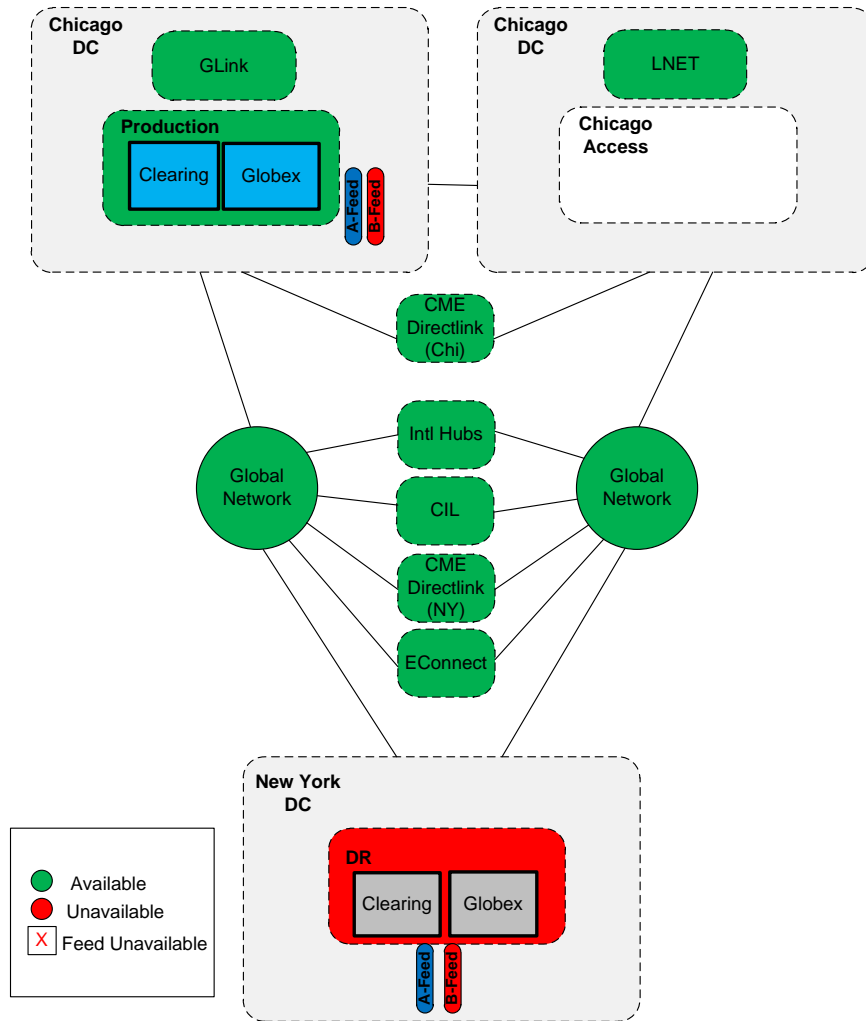 Chicago
DC
GLink
Production
Clearing
Globex
A-Feed
B-Feed
Chicago
DC
LNET
Chicago
Access
CME
Directlink
(Chi)
Intl Hubs
Global
Network
Global
Network
CIL
CME
Directlink
(NY)
EConnect
New York
DC
DR
Clearing
Globex
A-Feed
B-Feed
Available
Unavailable
X Feed Unavailable